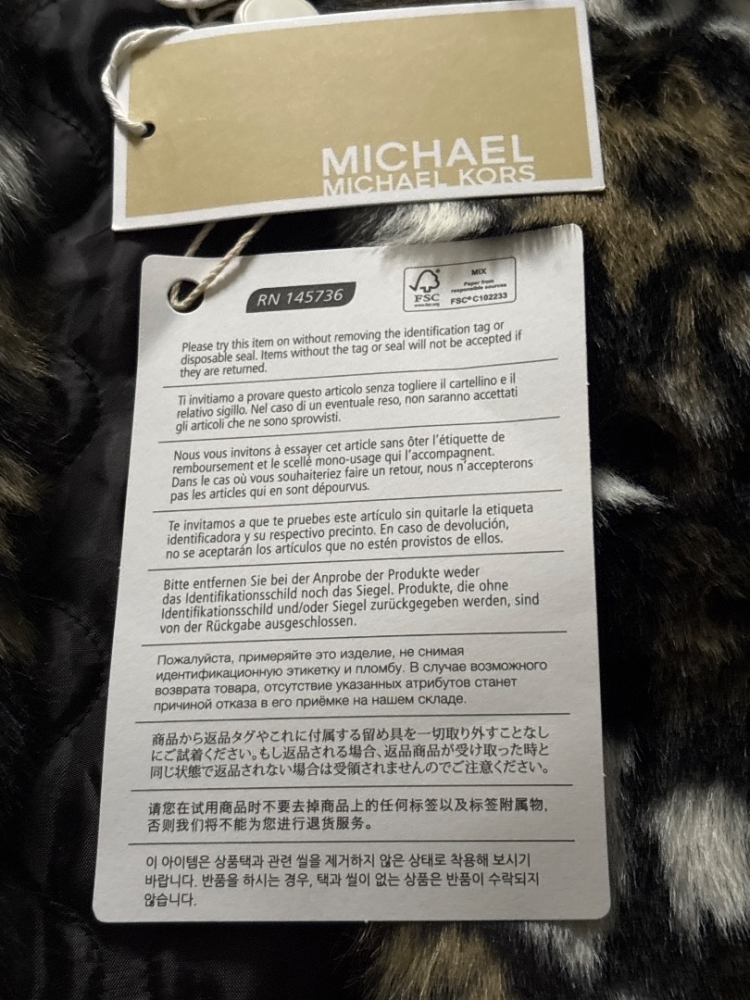 MICHAEL
MICHAEL KORS
RN 145736
FSC
www.fsc.org
MIX
Paper from
responsible sources
FSC® C102233
Please try this item on without removing the identification tag or
disposable seal. Items without the tag or seal will not be accepted if
they are returned.
Ti invitiamo a provare questo articolo senza togliere il cartellino e il
relativo sigillo. Nel caso di un eventuale reso, non saranno accettati
gli articoli che ne sono sprovvisti.
Nous vous invitons à essayer cet article sans ôter l'étiquette de
remboursement et le scellé mono-usage qui l'accompagnent.
Dans le cas où vous souhaiteriez faire un retour, nous n'accepterons
pas les articles qui en sont dépourvus.
Te invitamos a que te pruebes este artículo sin quitarle la etiqueta
identificadora y su respectivo precinto. En caso de devolución,
no se aceptarán los artículos que no estén provistos de ellos.
Bitte entfernen Sie bei der Anprobe der Produkte weder
das Identifikationsschild noch das Siegel. Produkte, die ohne
Identifikationsschild und/oder Siegel zurückgegeben werden, sind
von der Rückgabe ausgeschlossen.
Пожалуйста, примеряйте это изделие, не снимая
идентификационную этикетку и пломбу. В случае возможного
возврата товара, отсутствие указанных атрибутов станет
причиной отказа в его приёмке на нашем складе.
商品から返品タグやこれに付属する留め具を一切取り外すことなし
にご試着ください。もし返品される場合、返品商品が受け取った時と
同じ状態で返品されない場合は受領されませんのでご注意ください。
请您在试用商品时不要去掉商品上的任何标签以及标签附属物，
否则我们将不能为您进行退货服务。
이 아이템은 상품택과 관련 씰을 제거하지 않은 상태로 착용해 보시기
바랍니다. 반품을 하시는 경우, 택과 씰이 없는 상품은 반품이 수락되지
않습니다.